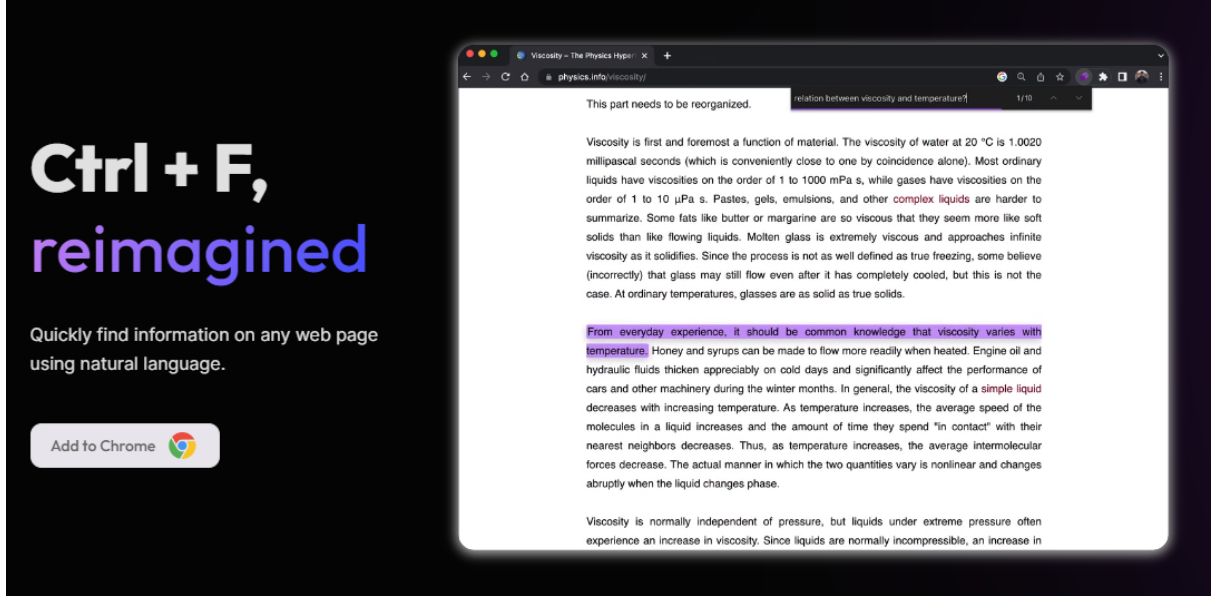 Ctrl + F,
reimagined
Quickly find information on any web page
using natural language.
Add to Chrome
Viscosity – The Physics Hyper
physics.info/viscosity/
relation between viscosity and temperature?
1/10
This part needs to be reorganized.
Viscosity is first and foremost a function of material. The viscosity of water at 20 °C is 1.0020
millipascal seconds (which is conveniently close to one by coincidence alone). Most ordinary
liquids have viscosities on the order of 1 to 1000 mPa s, while gases have viscosities on the
order of 1 to 10 μPa s. Pastes, gels, emulsions, and other complex liquids are harder to
summarize. Some fats like butter or margarine are so viscous that they seem more like soft
solids than like flowing liquids. Molten glass is extremely viscous and approaches infinite
viscosity as it solidifies. Since the process is not as well defined as true freezing, some believe
(incorrectly) that glass may still flow even after it has completely cooled, but this is not the
case. At ordinary temperatures, glasses are as solid as true solids.
From everyday experience, it should be common knowledge that viscosity varies with
temperature. Honey and syrups can be made to flow more readily when heated. Engine oil and
hydraulic fluids thicken appreciably on cold days and significantly affect the performance of
cars and other machinery during the winter months. In general, the viscosity of a simple liquid
decreases with increasing temperature. As temperature increases, the average speed of the
molecules in a liquid increases and the amount of time they spend "in contact" with their
nearest neighbors decreases. Thus, as temperature increases, the average intermolecular
forces decrease. The actual manner in which the two quantities vary is nonlinear and changes
abruptly when the liquid changes phase.
Viscosity is normally independent of pressure, but liquids under extreme pressure often
experience an increase in viscosity. Since liquids are normally incompressible, an increase in